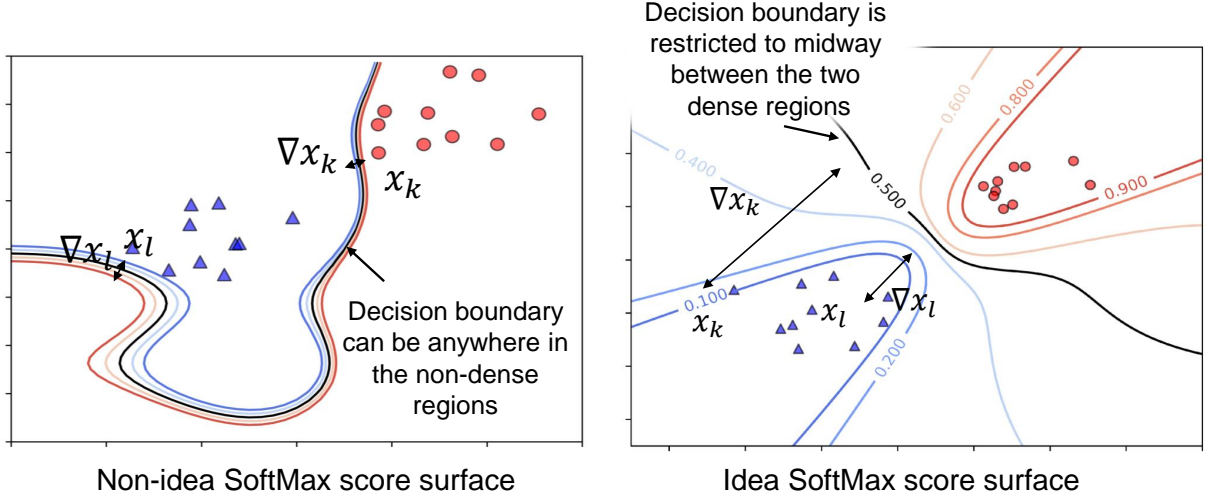 Decision boundary is
restricted to midway
between the two
dense regions
∇x_k
x_k
∇x_l
x_l
Decision boundary
can be anywhere in
the non-dense
regions
0.600
0.800
0.400
0.500
0.900
∇x_k
0.100
x_k
x_l
∇x_l
0.200
Non-idea SoftMax score surface
Idea SoftMax score surface